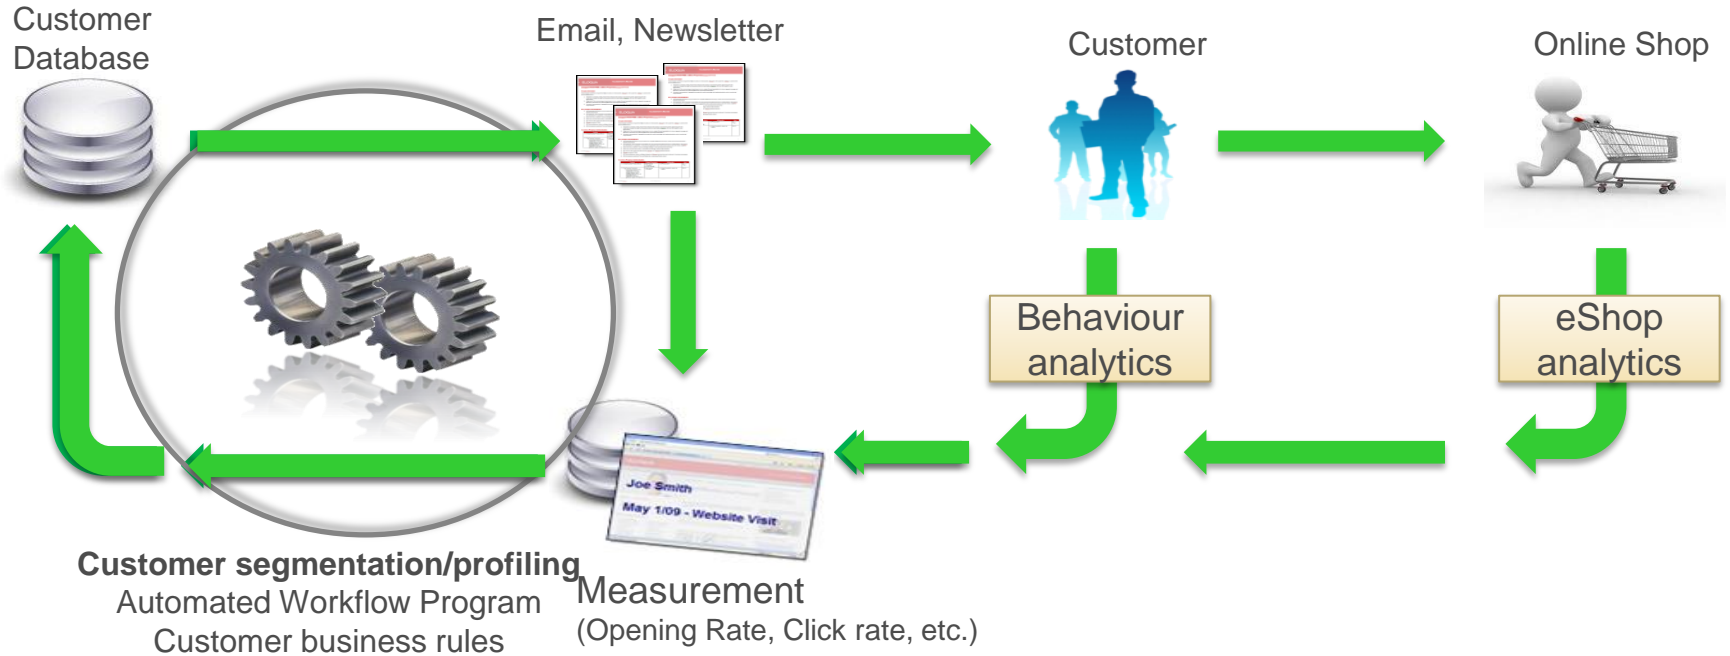 Customer
Database
Email, Newsletter
Customer
Online Shop
Behaviour
analytics
eShop
analytics
Joe Smith
May 1/09 - Website Visit
Customer segmentation/profiling
Automated Workflow Program
Customer business rules
Measurement
(Opening Rate, Click rate, etc.)